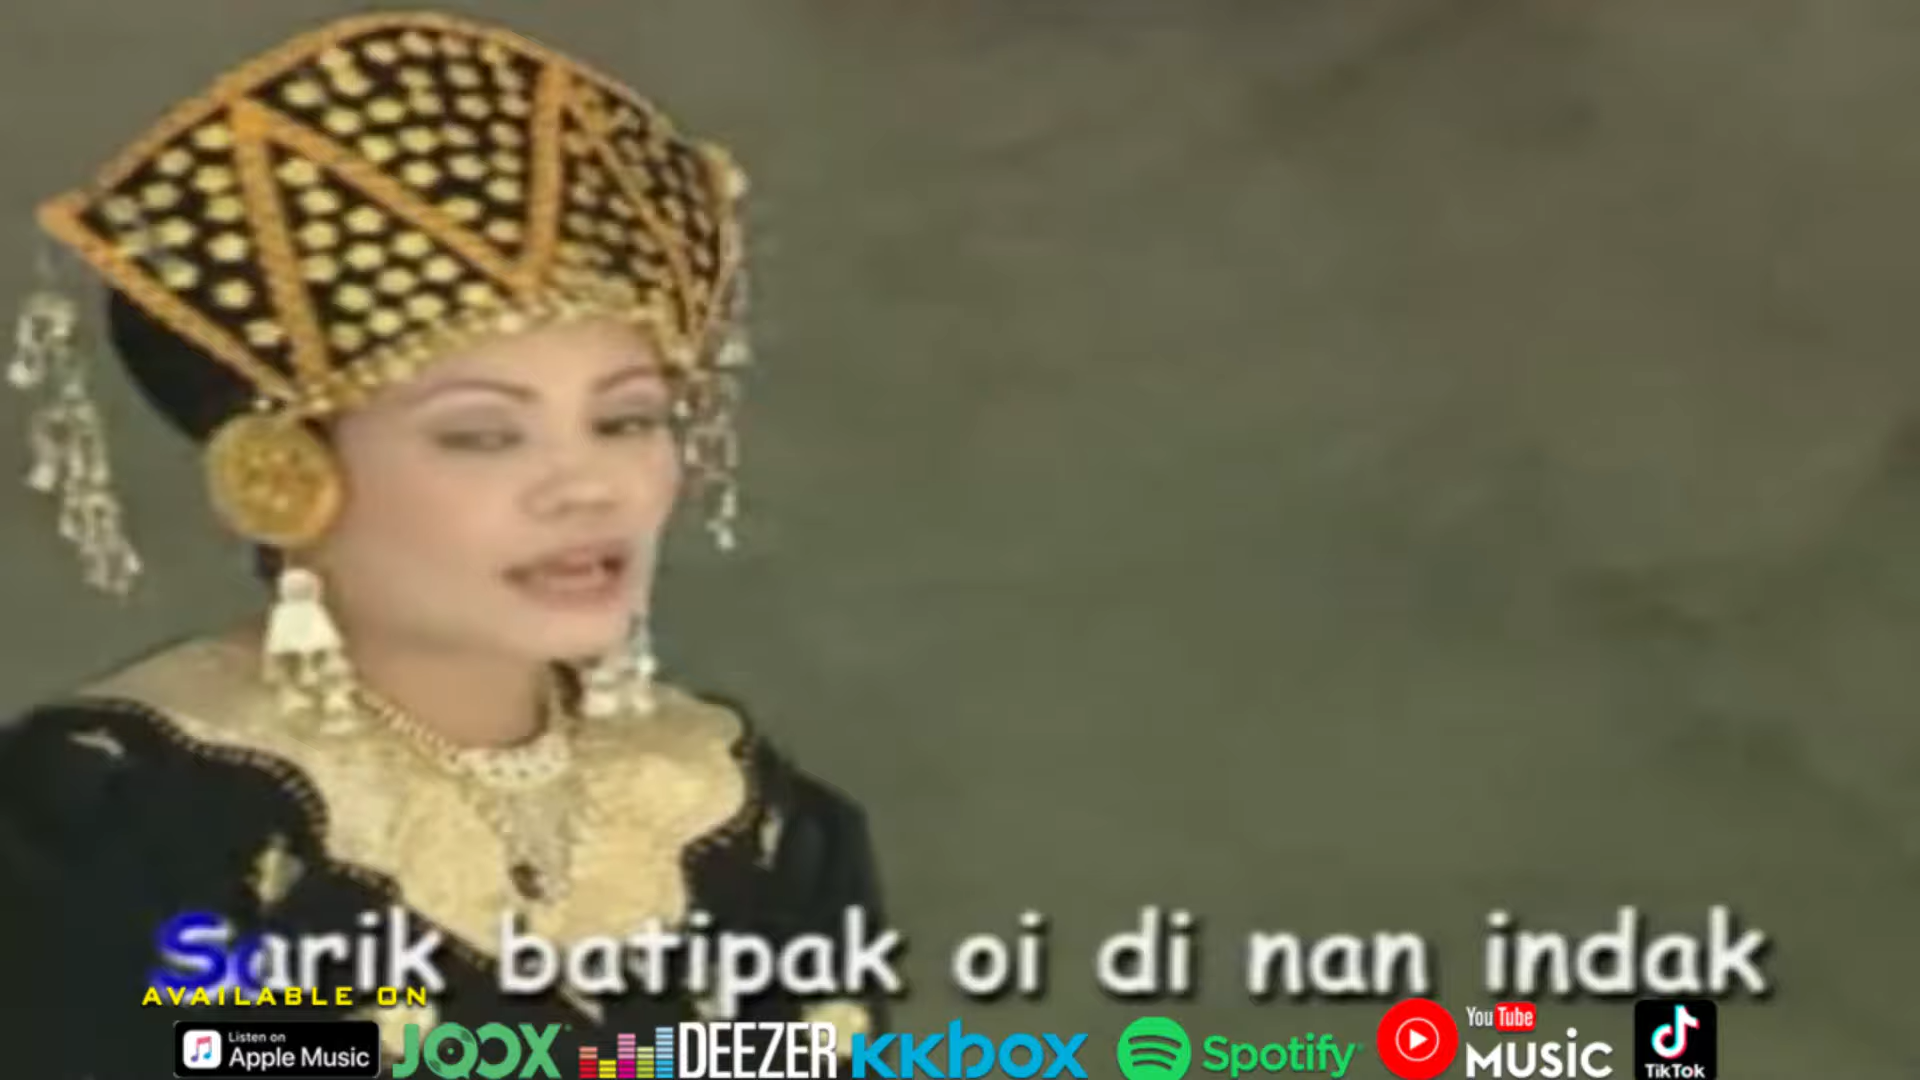 Sarik batipak oi di nan indak
AVAILABLE ON
Listen on Apple Music JOOX DEEZER KKBOX Spotify YouTube MUSIC TikTok